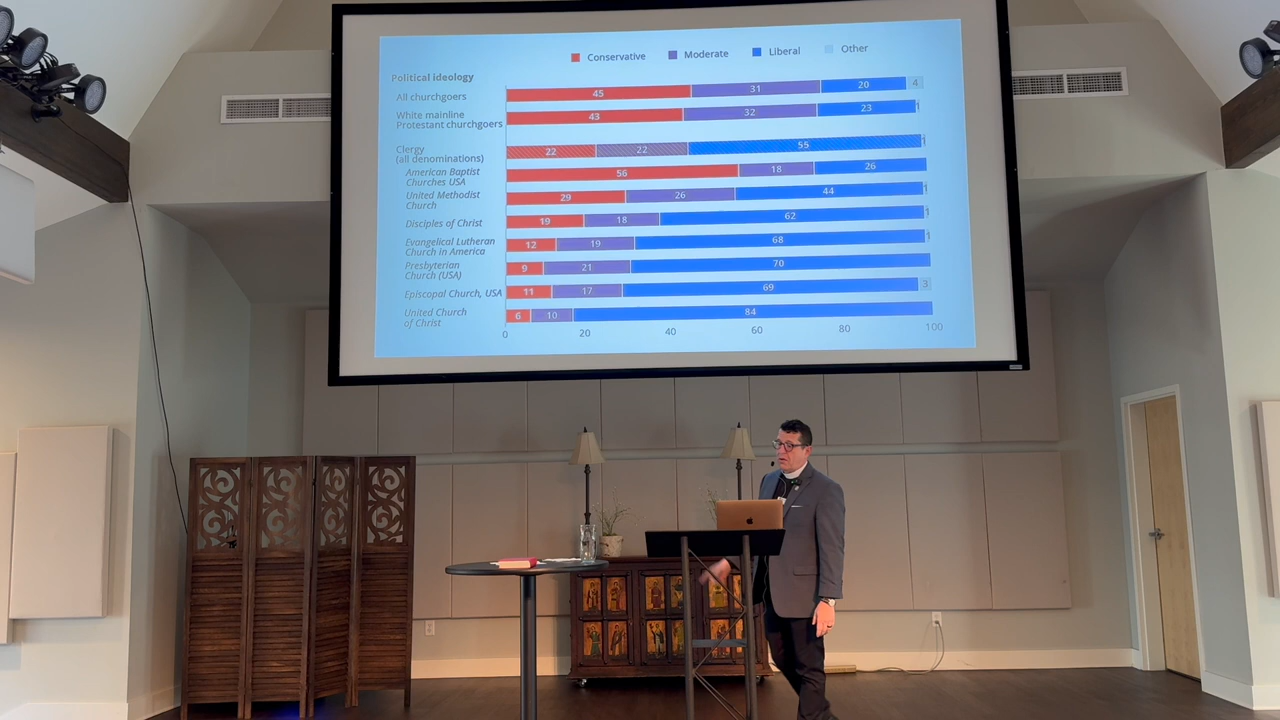 Conservative Moderate Liberal Other
Political ideology
All churchgoers 45 31 20 4
White mainline
Protestant churchgoers 43 32 23
Clergy
(all denominations) 22 22 55
American Baptist
Churches USA 56 18 26
United Methodist
Church 29 26 44 1
Disciples of Christ 19 18 62 1
Evangelical Lutheran
Church in America 12 19 68 1
Presbyterian
Church (USA) 9 21 70
Episcopal Church, USA 11 17 69 3
United Church
of Christ 6 10 84
0 20 40 60 80 100